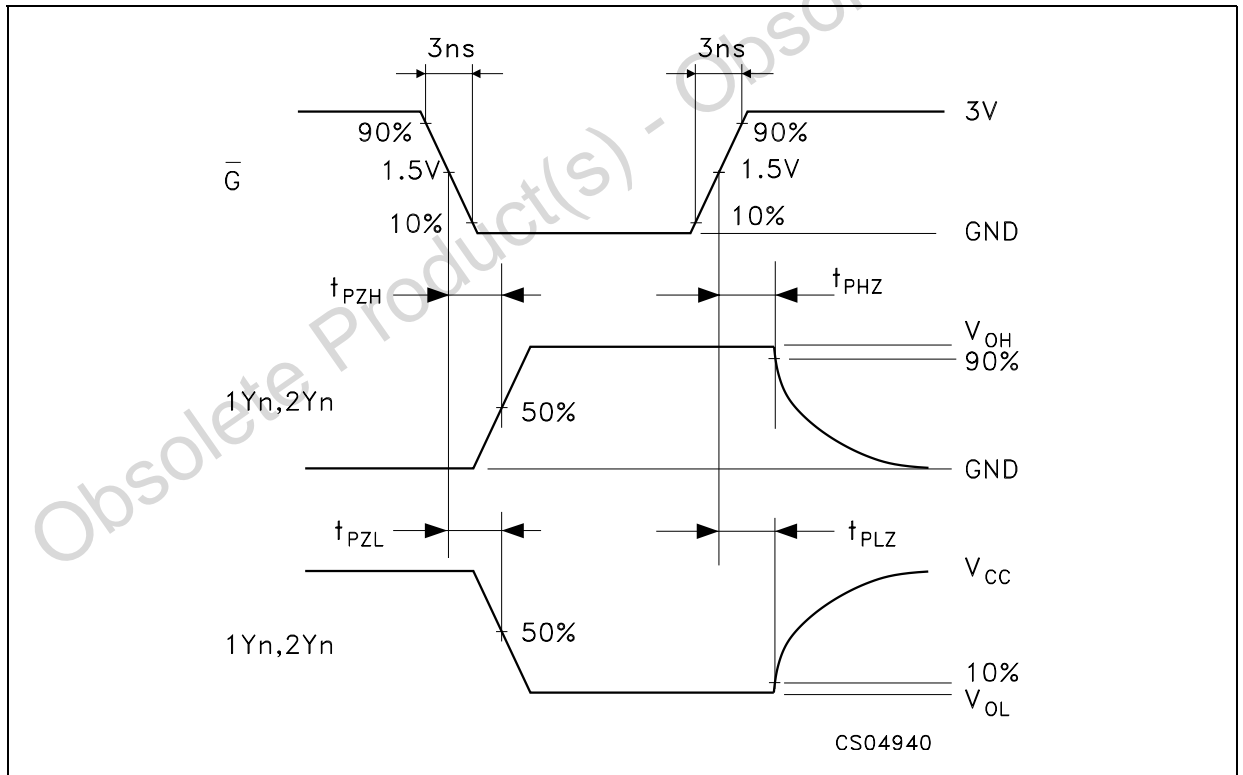 Obsolete Product(s) - Obsol
3ns 3ns
3V
90% 90%
G̅ 1.5V 1.5V
10% 10%
GND
tPZH tPHZ
VOH
90%
1Yn,2Yn 50%
GND
tPZL tPLZ
VCC
1Yn,2Yn 50%
10%
VOL
CS04940